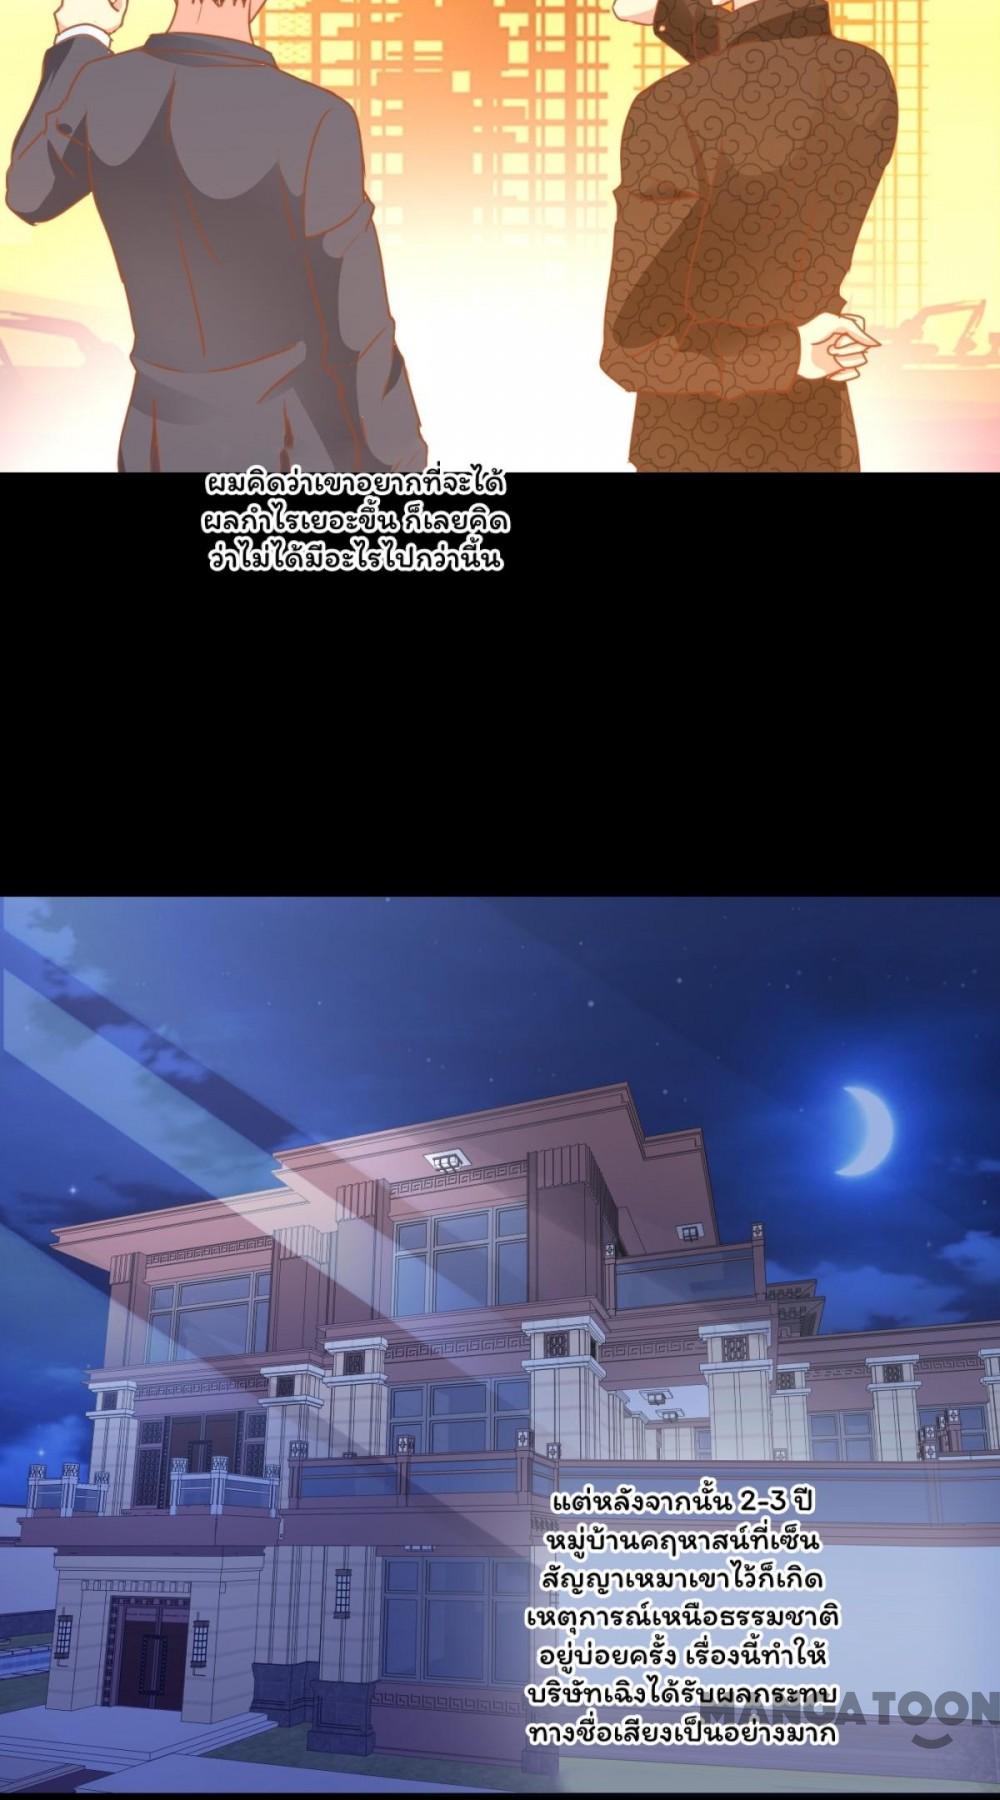 ผมคิดว่าเขาอยากที่จะได้
ผลกำไรเยอะขึ้น ก็เลยคิด
ว่าไม่ได้มีอะไรไปกว่านี้น
แต่หลังจากนั้น 2-3 ปี
หมู่บ้านคฤหาสน์ที่เซ็น
สัญญาเหมาเขาไว้ก็เกิด
เหตุการณ์เหนือธรรมชาติ
อยู่บ่อยครั้ง เรื่องนี้ทำให้
บริษัทเฉิงได้รับผลกระทบ
ทางชื่อเสียงเป็นอย่างมาก
MANGATOON